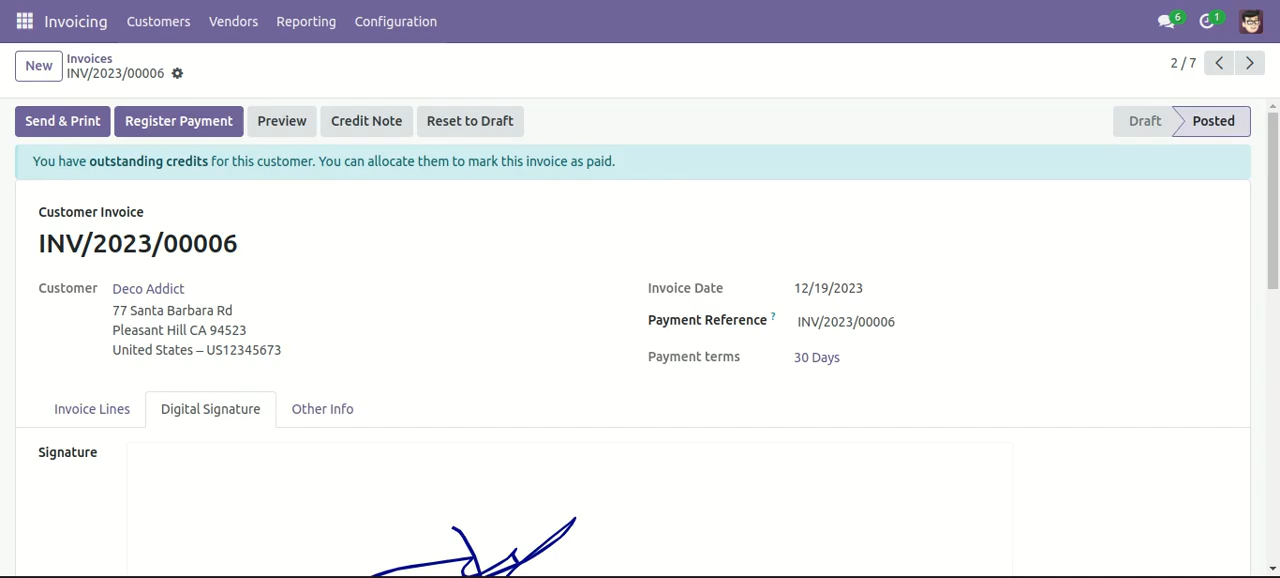 Invoicing Customers Vendors Reporting Configuration 6 1
New Invoices
INV/2023/00006
2 / 7
Send & Print Register Payment Preview Credit Note Reset to Draft Draft Posted
You have outstanding credits for this customer. You can allocate them to mark this invoice as paid.
Customer Invoice
INV/2023/00006
Customer Deco Addict
77 Santa Barbara Rd
Pleasant Hill CA 94523
United States – US12345673
Invoice Date 12/19/2023
Payment Reference ? INV/2023/00006
Payment terms 30 Days
Invoice Lines Digital Signature Other Info
Signature